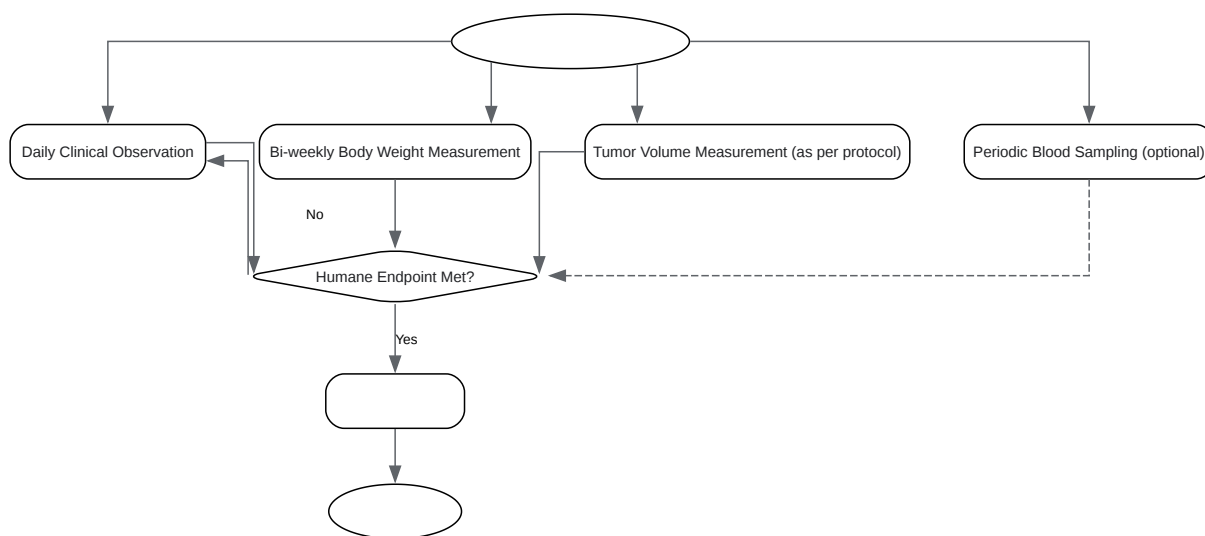 Daily Clinical Observation
Bi-weekly Body Weight Measurement
Tumor Volume Measurement (as per protocol)
Periodic Blood Sampling (optional)
No
Humane Endpoint Met?
Yes